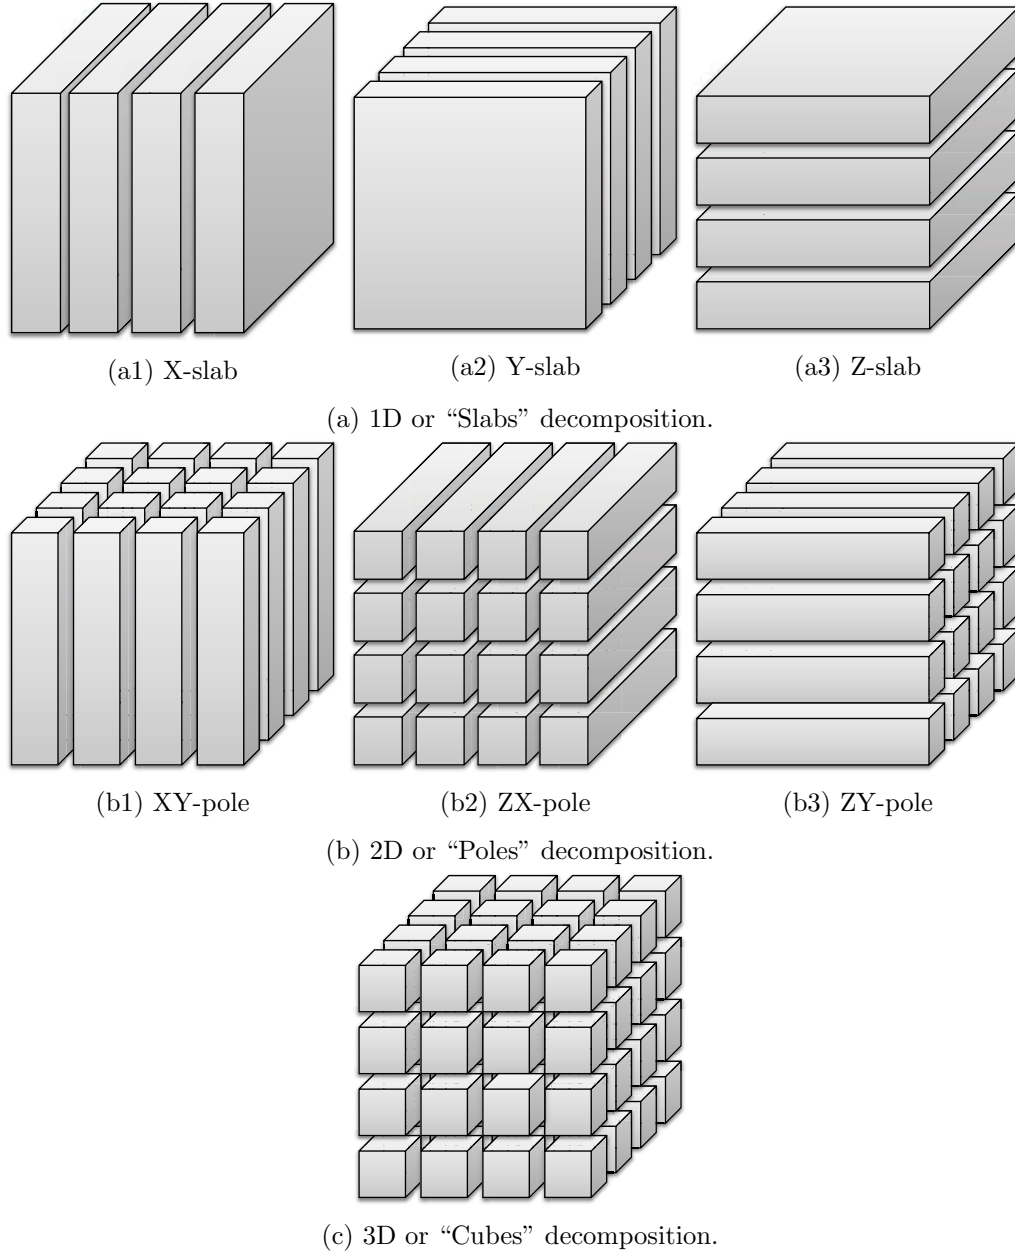 (a1) X-slab
(a2) Y-slab
(a3) Z-slab
(a) 1D or “Slabs” decomposition.
(b1) XY-pole
(b2) ZX-pole
(b3) ZY-pole
(b) 2D or “Poles” decomposition.
(c) 3D or “Cubes” decomposition.